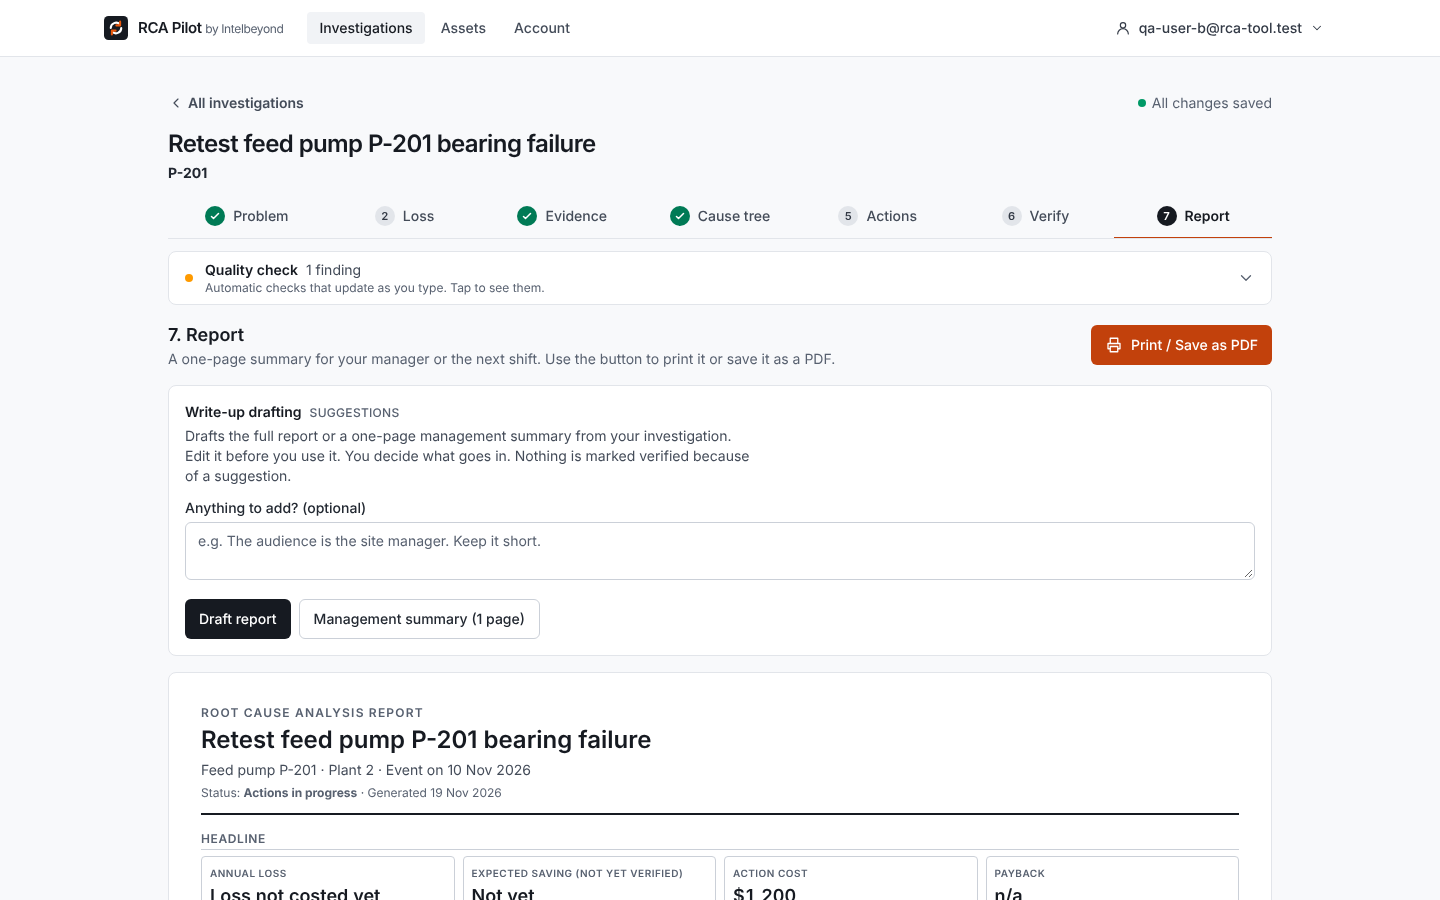 RCA Pilot by Intelbeyond
Investigations
Assets
Account
qa-user-b@rca-tool.test
All investigations
All changes saved
Retest feed pump P-201 bearing failure
P-201
Problem
2 Loss
Evidence
Cause tree
5 Actions
6 Verify
7 Report
Quality check 1 finding
Automatic checks that update as you type. Tap to see them.
7. Report
A one-page summary for your manager or the next shift. Use the button to print it or save it as a PDF.
Print / Save as PDF
Write-up drafting SUGGESTIONS
Drafts the full report or a one-page management summary from your investigation.
Edit it before you use it. You decide what goes in. Nothing is marked verified because
of a suggestion.
Anything to add? (optional)
e.g. The audience is the site manager. Keep it short.
Draft report
Management summary (1 page)
ROOT CAUSE ANALYSIS REPORT
Retest feed pump P-201 bearing failure
Feed pump P-201 · Plant 2 · Event on 10 Nov 2026
Status: Actions in progress · Generated 19 Nov 2026
HEADLINE
ANNUAL LOSS
Loss not costed yet
EXPECTED SAVING (NOT YET VERIFIED)
Not yet
ACTION COST
$1,200
PAYBACK
n/a